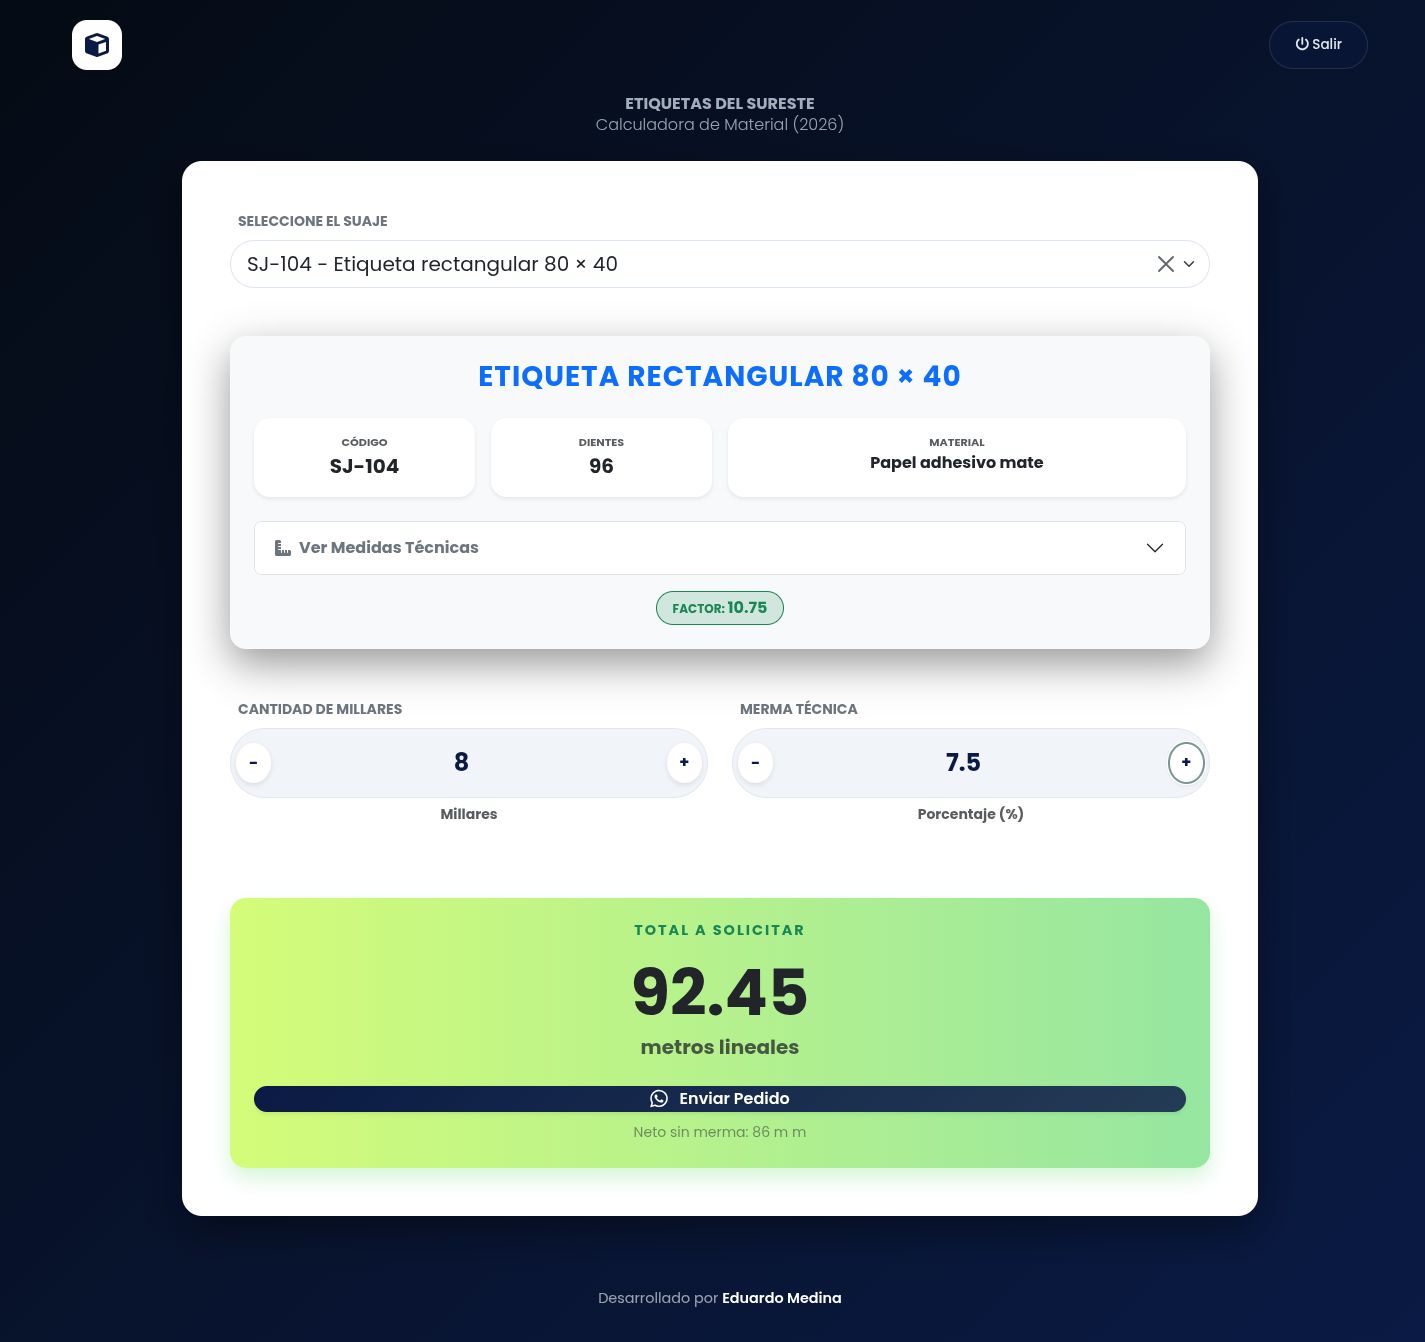 Salir
ETIQUETAS DEL SURESTE
Calculadora de Material (2026)
SELECCIONE EL SUAJE
SJ-104 - Etiqueta rectangular 80 × 40
ETIQUETA RECTANGULAR 80 × 40
CÓDIGO
SJ-104
DIENTES
96
MATERIAL
Papel adhesivo mate
Ver Medidas Técnicas
FACTOR: 10.75
CANTIDAD DE MILLARES
- 8 +
Millares
MERMA TÉCNICA
- 7.5 +
Porcentaje (%)
TOTAL A SOLICITAR
92.45
metros lineales
Enviar Pedido
Neto sin merma: 86 m m
Desarrollado por Eduardo Medina